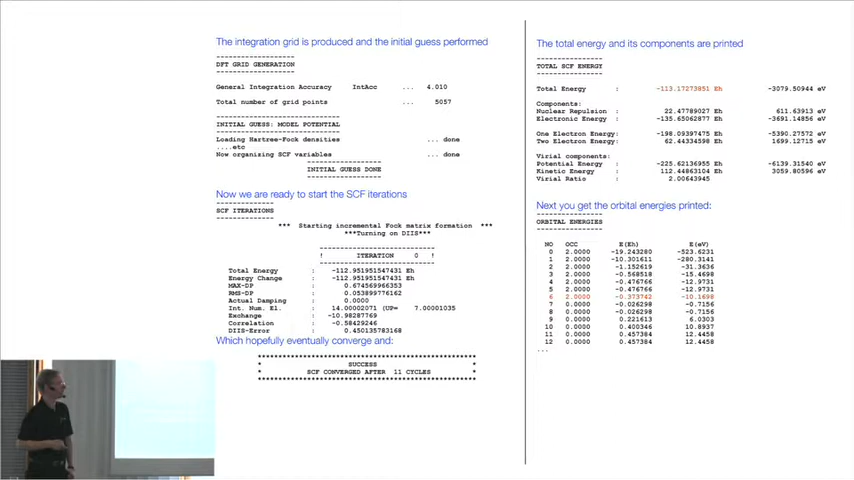 The integration grid is produced and the initial guess performed
------------------
DFT GRID GENERATION
------------------
General Integration Accuracy IntAcc ... 4.010
Total number of grid points ... 5057
------------------------------
INITIAL GUESS: MODEL POTENTIAL
------------------------------
Loading Hartree-Fock densities ... done
....etc
Now organizing SCF variables ... done
------------------
INITIAL GUESS DONE
------------------
Now we are ready to start the SCF iterations
--------------
SCF ITERATIONS
--------------
*** Starting incremental Fock matrix formation ***
***Turning on DIIS***
----------------------------
! ITERATION 0 !
----------------------------
Total Energy : -112.951951547431 Eh
Energy Change : -112.951951547431 Eh
MAX-DP : 0.674569966353
RMS-DP : 0.053899776162
Actual Damping : 0.0000
Int. Num. El. : 14.00002071 (UP= 7.00001035
Exchange : -10.98287769
Correlation : -0.58429246
DIIS-Error : 0.450135783168
Which hopefully eventually converge and:
*****************************************************
* SUCCESS *
* SCF CONVERGED AFTER 11 CYCLES *
*****************************************************
The total energy and its components are printed
----------------
TOTAL SCF ENERGY
----------------
Total Energy : -113.17273851 Eh -3079.50944 eV
Components:
Nuclear Repulsion : 22.47789027 Eh 611.63913 eV
Electronic Energy : -135.65062877 Eh -3691.14856 eV
One Electron Energy: -198.09397475 Eh -5390.27572 eV
Two Electron Energy: 62.44334598 Eh 1699.12715 eV
Virial components:
Potential Energy : -225.62136955 Eh -6139.31540 eV
Kinetic Energy : 112.44863104 Eh 3059.80596 eV
Virial Ratio : 2.00643945
Next you get the orbital energies printed:
----------------
ORBITAL ENERGIES
----------------
NO OCC E(Eh) E(eV)
0 2.0000 -19.243280 -523.6231
1 2.0000 -10.301611 -280.3141
2 2.0000 -1.152619 -31.3636
3 2.0000 -0.568518 -15.4698
4 2.0000 -0.476766 -12.9731
5 2.0000 -0.476766 -12.9731
6 2.0000 -0.373742 -10.1698
7 0.0000 -0.026298 -0.7156
8 0.0000 -0.026298 -0.7156
9 0.0000 0.221613 6.0303
10 0.0000 0.400346 10.8937
11 0.0000 0.457384 12.4458
12 0.0000 0.457384 12.4458
...